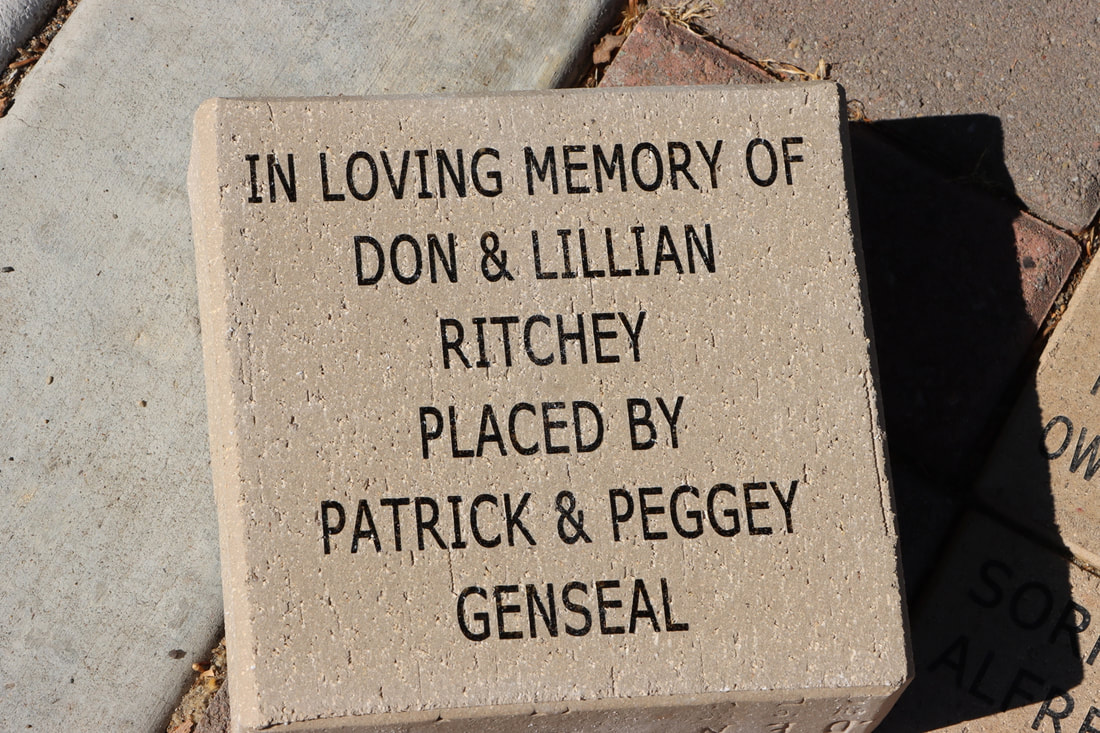 IN LOVING MEMORY OF
DON & LILLIAN
RITCHEY
PLACED BY
PATRICK & PEGGEY
GENSEAL